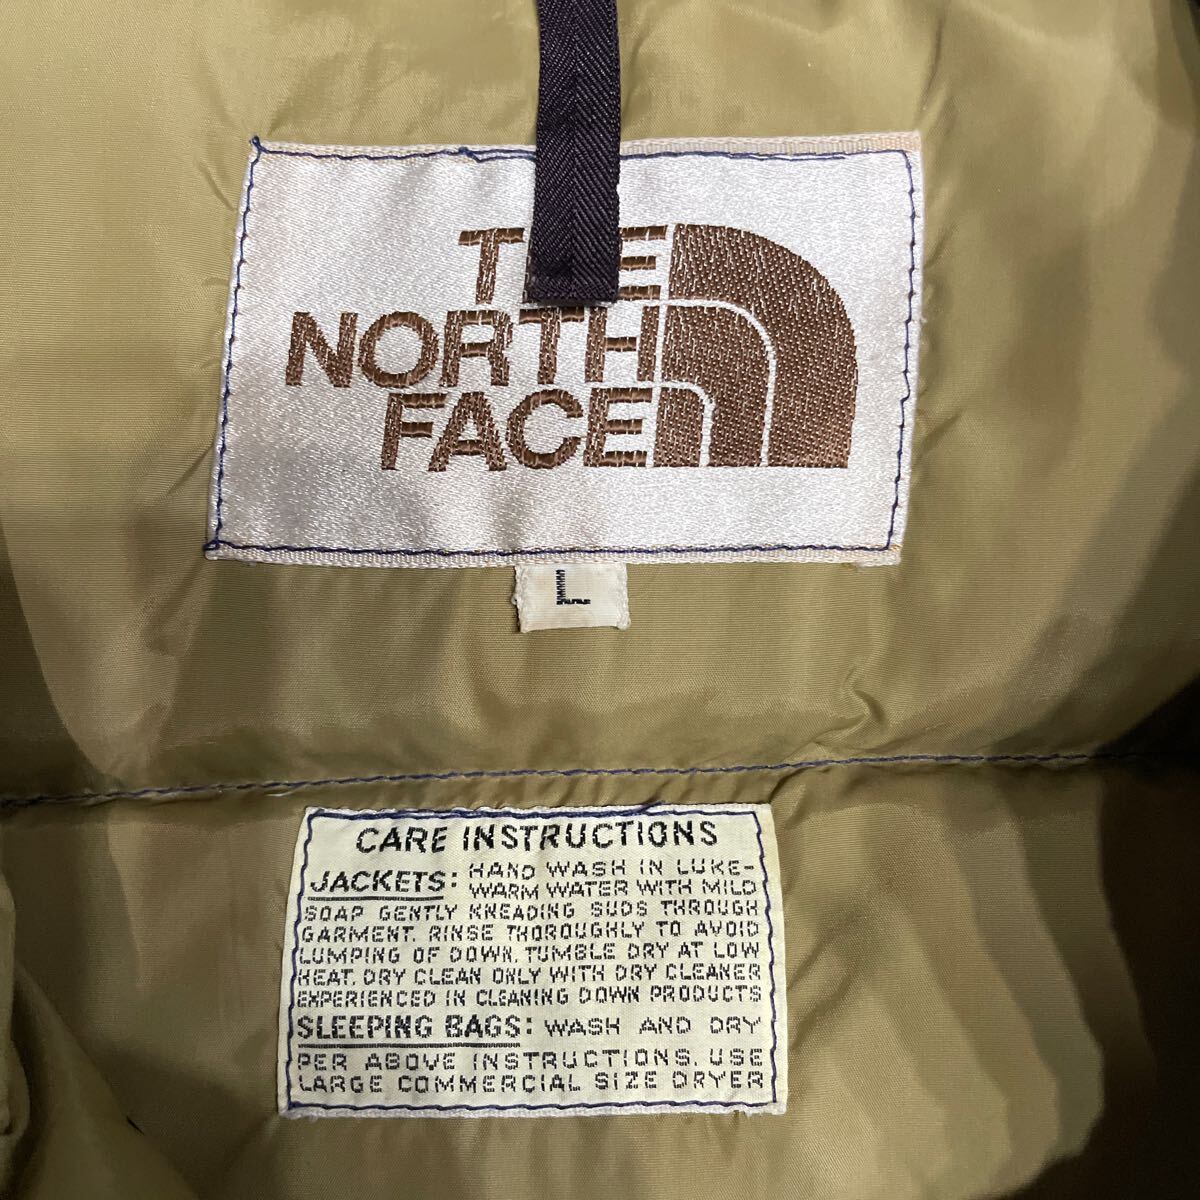 THE
NORTH
FACE
L
CARE INSTRUCTIONS
JACKETS: HAND WASH IN LUKE-
WARM WATER WITH MILD
SOAP GENTLY KNEADING SUDS THROUGH
GARMENT. RINSE THOROUGHLY TO AVOID
LUMPING OF DOWN. TUMBLE DRY AT LOW
HEAT. DRY CLEAN ONLY WITH DRY CLEANER
EXPERIENCED IN CLEANING DOWN PRODUCTS
SLEEPING BAGS: WASH AND DRY
PER ABOVE INSTRUCTIONS. USE
LARGE COMMERCIAL SIZE DRYER